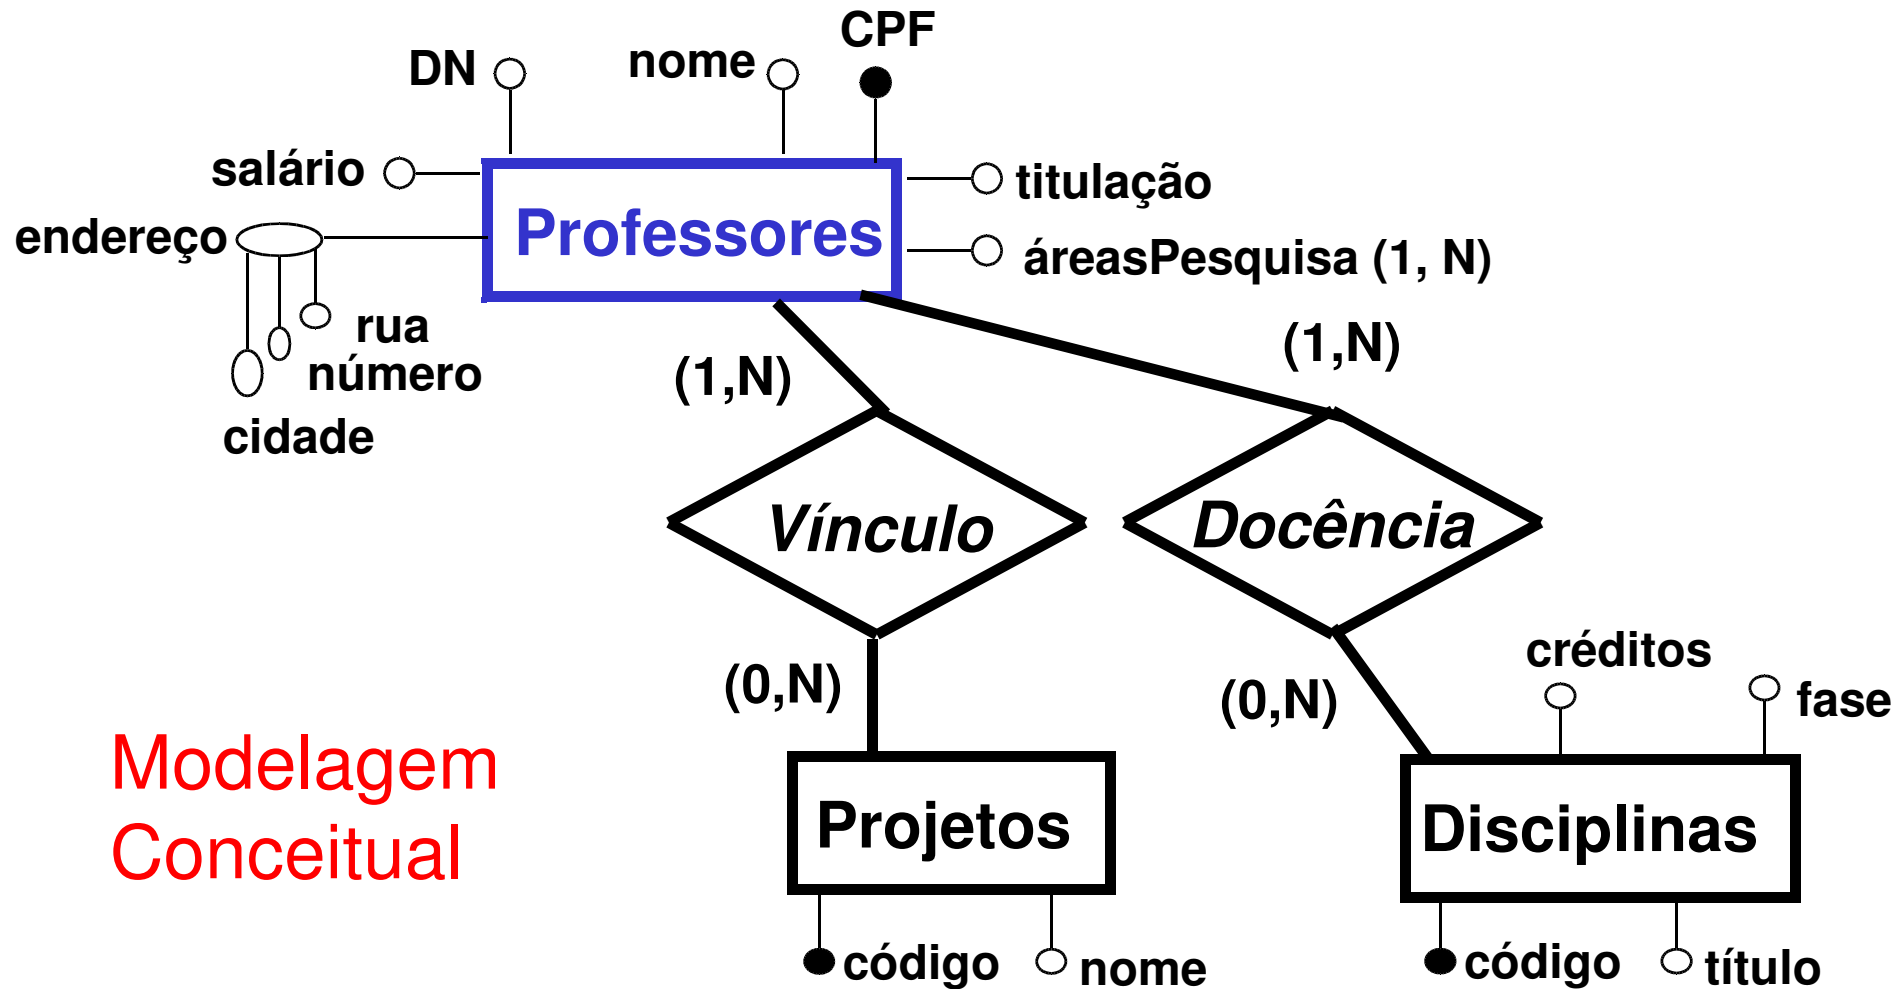 CPF
DN
nome
salário
titulação
endereço
Professores
áreasPesquisa (1, N)
rua
número
cidade
(1,N)
(1,N)
Vínculo
Docência
(0,N)
(0,N)
créditos
fase
Modelagem
Conceitual
Projetos
Disciplinas
código
nome
código
título